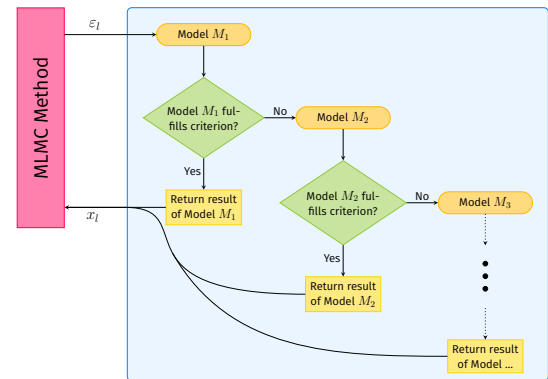 MLMC Method
ε_l
Model M_1
Model M_1 ful-
fills criterion?
No
Model M_2
Yes
Return result
of Model M_1
x_l
Model M_2 ful-
fills criterion?
No
Model M_3
Yes
Return result
of Model M_2
Return result
of Model ...